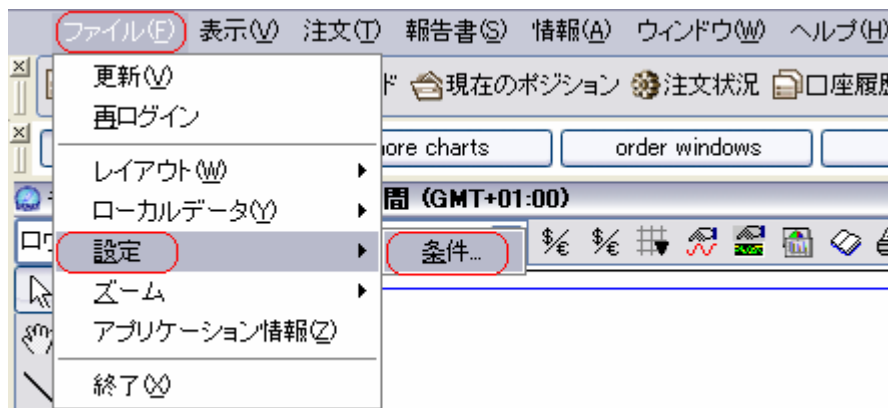 ファイル(F) 表示(V) 注文(T) 報告書(S) 情報(A) ウィンドウ(W) ヘルプ(H)
更新(V)
再ログイン
レイアウト(W)
ローカルデータ(Y)
設定
ズーム
アプリケーション情報(Z)
終了(X)
条件...
ド 現在のポジション 注文状況 口座履歴
more charts order windows
間 (GMT+01:00)